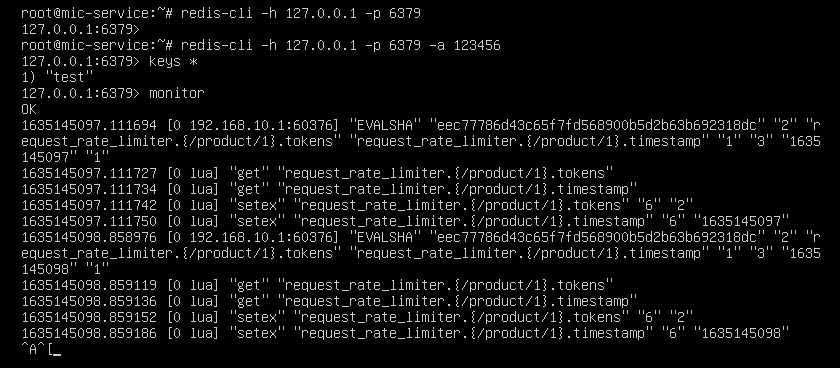 root@mic-service:~# redis-cli -h 127.0.0.1 -p 6379
127.0.0.1:6379>
root@mic-service:~# redis-cli -h 127.0.0.1 -p 6379 -a 123456
127.0.0.1:6379> keys *
1) "test"
127.0.0.1:6379> monitor
OK
1635145097.111694 [0 192.168.10.1:60376] "EVALSHA" "eec77786d43c65f7fd568900b5d2b63b692318dc" "2" "r
equest_rate_limiter.{/product/1}.tokens" "request_rate_limiter.{/product/1}.timestamp" "1" "3" "1635
145097" "1"
1635145097.111727 [0 lua] "get" "request_rate_limiter.{/product/1}.tokens"
1635145097.111734 [0 lua] "get" "request_rate_limiter.{/product/1}.timestamp"
1635145097.111742 [0 lua] "setex" "request_rate_limiter.{/product/1}.tokens" "6" "2"
1635145097.111750 [0 lua] "setex" "request_rate_limiter.{/product/1}.timestamp" "6" "1635145097"
1635145098.858976 [0 192.168.10.1:60376] "EVALSHA" "eec77786d43c65f7fd568900b5d2b63b692318dc" "2" "r
equest_rate_limiter.{/product/1}.tokens" "request_rate_limiter.{/product/1}.timestamp" "1" "3" "1635
145098" "1"
1635145098.859119 [0 lua] "get" "request_rate_limiter.{/product/1}.tokens"
1635145098.859136 [0 lua] "get" "request_rate_limiter.{/product/1}.timestamp"
1635145098.859152 [0 lua] "setex" "request_rate_limiter.{/product/1}.tokens" "6" "2"
1635145098.859186 [0 lua] "setex" "request_rate_limiter.{/product/1}.timestamp" "6" "1635145098"
^A^[_